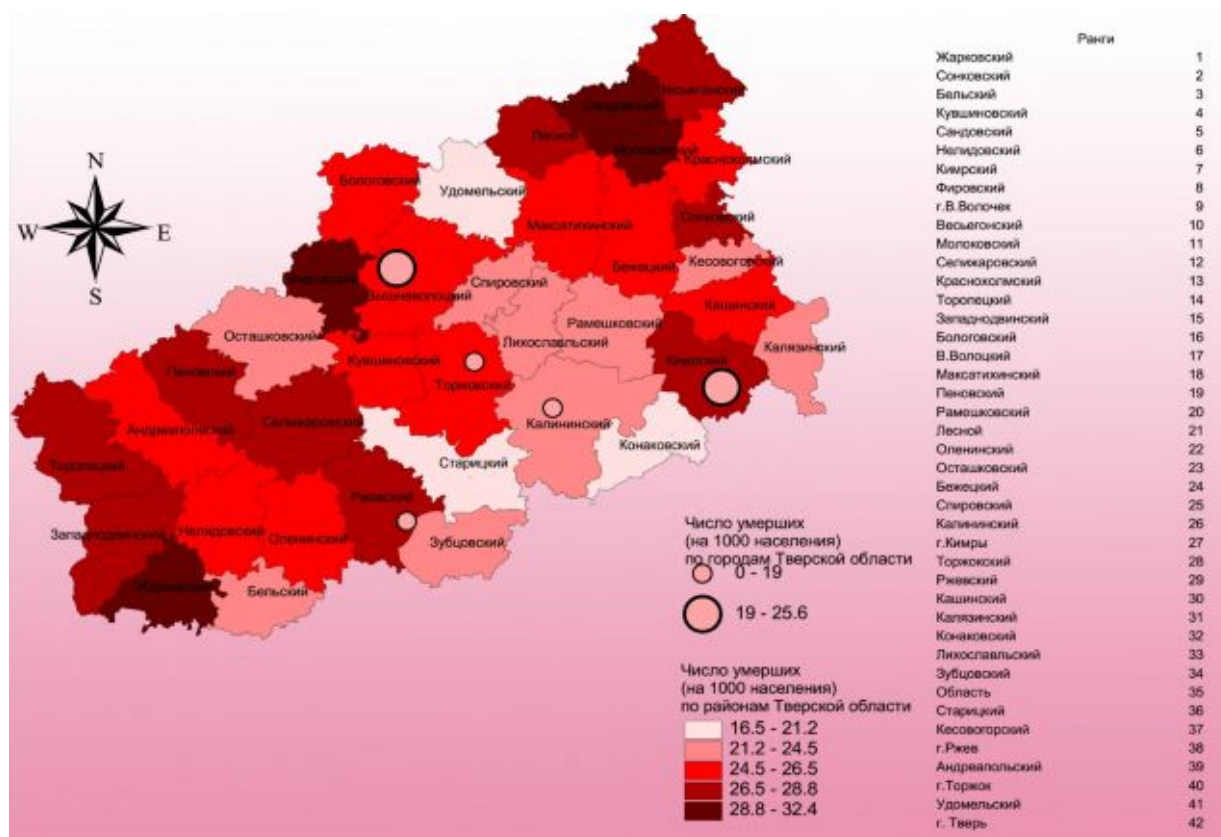 N
W
E
S
Весьегонский
Сандовский
Лесной
Молоковский
Краснохолмский
Бологовский
Удомельский
Максатихинский
Сонковский
Бежецкий
Кесовогорский
Фировский
Вышневолоцкий
Спировский
Кашинский
Осташковский
Рамешковский
Лихославльский
Калязинский
Кувшиновский
Кимрский
Пеновский
Торжокский
Андреапольский
Селижаровский
Калининский
Конаковский
Торопецкий
Старицкий
Ржевский
Западнодвинский
Нелидовский
Оленинский
Зубцовский
Жарковский
Бельский
Число умерших
(на 1000 населения)
по городам Тверской области
0 - 19
19 - 25.6
Число умерших
(на 1000 населения)
по районам Тверской области
16.5 - 21.2
21.2 - 24.5
24.5 - 26.5
26.5 - 28.8
28.8 - 32.4
Ранги
Жарковский 1
Сонковский 2
Бельский 3
Кувшиновский 4
Сандовский 5
Нелидовский 6
Кимрский 7
Фировский 8
г.В.Волочек 9
Весьегонский 10
Молоковский 11
Селижаровский 12
Краснохолмский 13
Торопецкий 14
Западнодвинский 15
Бологовский 16
В.Волоцкий 17
Максатихинский 18
Пеновский 19
Рамешковский 20
Лесной 21
Оленинский 22
Осташковский 23
Бежецкий 24
Спировский 25
Калининский 26
г.Кимры 27
Торжокский 28
Ржевский 29
Кашинский 30
Калязинский 31
Конаковский 32
Лихославльский 33
Зубцовский 34
Область 35
Старицкий 36
Кесовогорский 37
г.Ржев 38
Андреапольский 39
г.Торжок 40
Удомельский 41
г. Тверь 42